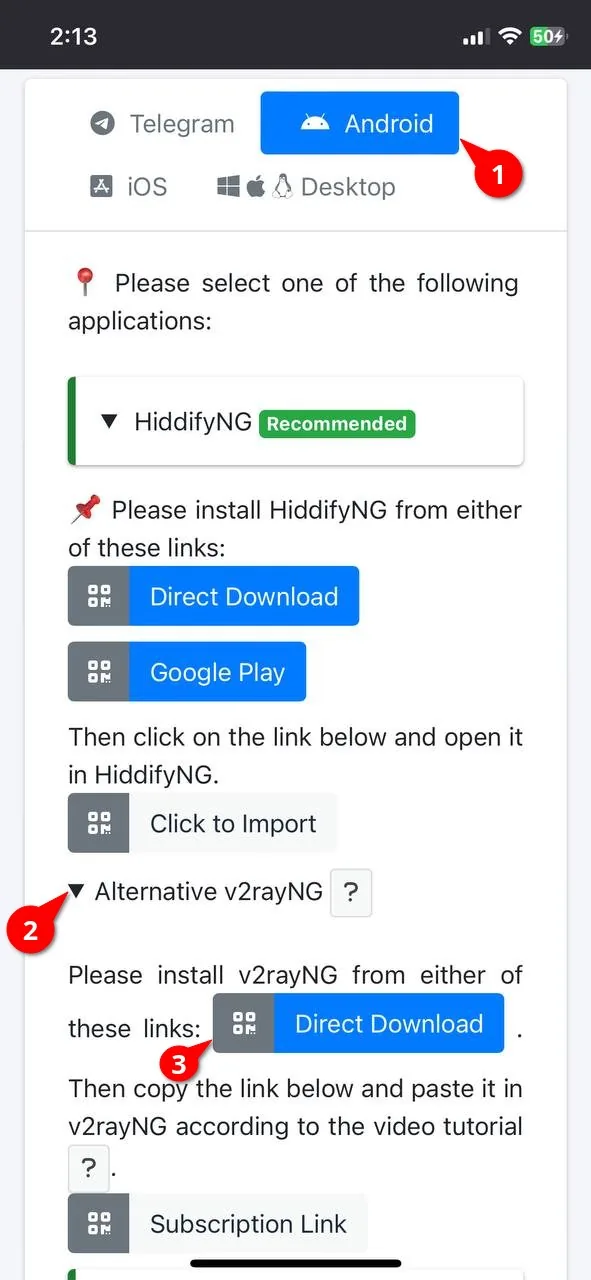 2:13
50
Telegram
Android
1
iOS
Desktop
Please select one of the following
applications:
HiddifyNG Recommended
Please install HiddifyNG from either
of these links:
Direct Download
Google Play
Then click on the link below and open it
in HiddifyNG.
Click to Import
Alternative v2rayNG ?
2
Please install v2rayNG from either of
these links: Direct Download .
3
Then copy the link below and paste it in
v2rayNG according to the video tutorial
? .
Subscription Link